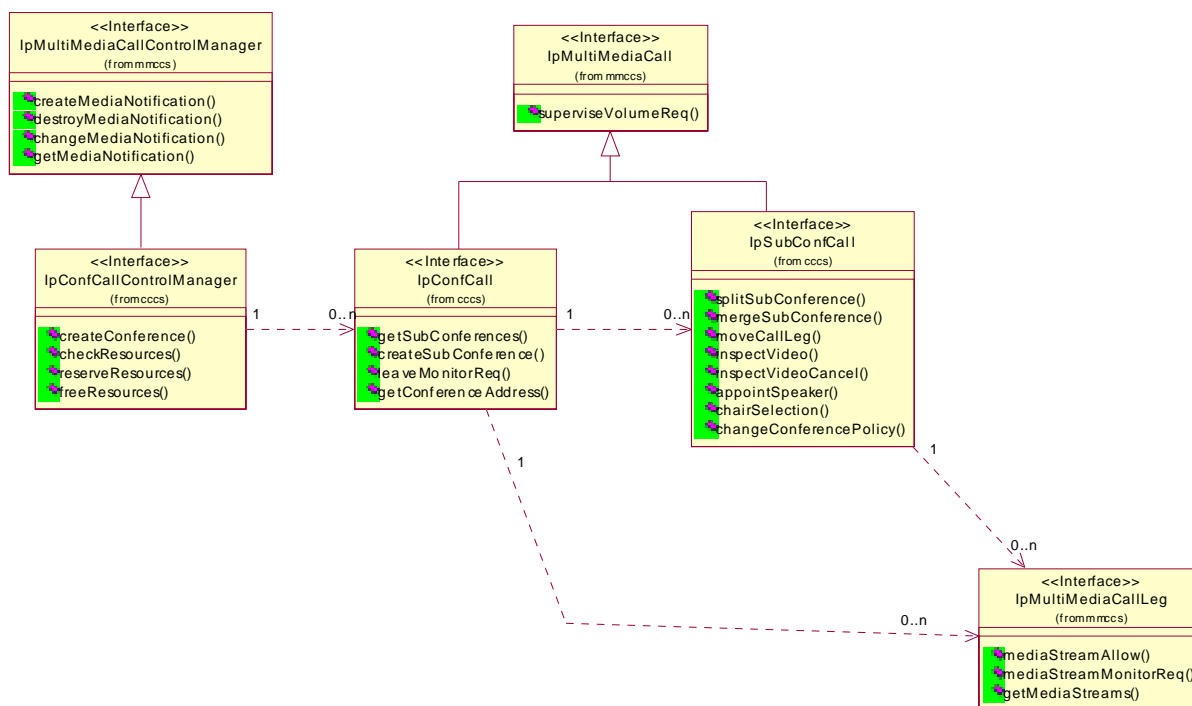 <<Interface>>
IpMultiMediaCallControlManager
(from mmccs)
createMediaNotification()
destroyMediaNotification()
changeMediaNotification()
getMediaNotification()
<<Interface>>
IpMultiMediaCall
(from mmccs)
superviseVolumeReq()
<<Interface>>
IpConfCallControlManager
(from cccs)
createConference()
checkResources()
reserveResources()
freeResources()
1
0..n
<<Interface>>
IpConfCall
(from cccs)
getSubConferences()
createSubConference()
leaveMonitorReq()
getConferenceAddress()
1
0..n
<<Interface>>
IpSubConfCall
(from cccs)
splitSubConference()
mergeSubConference()
moveCallLeg()
inspectVideo()
inspectVideoCancel()
appointSpeaker()
chairSelection()
changeConferencePolicy()
1
0..n
1
0..n
<<Interface>>
IpMultiMediaCallLeg
(from mmccs)
mediaStreamAllow()
mediaStreamMonitorReq()
getMediaStreams()